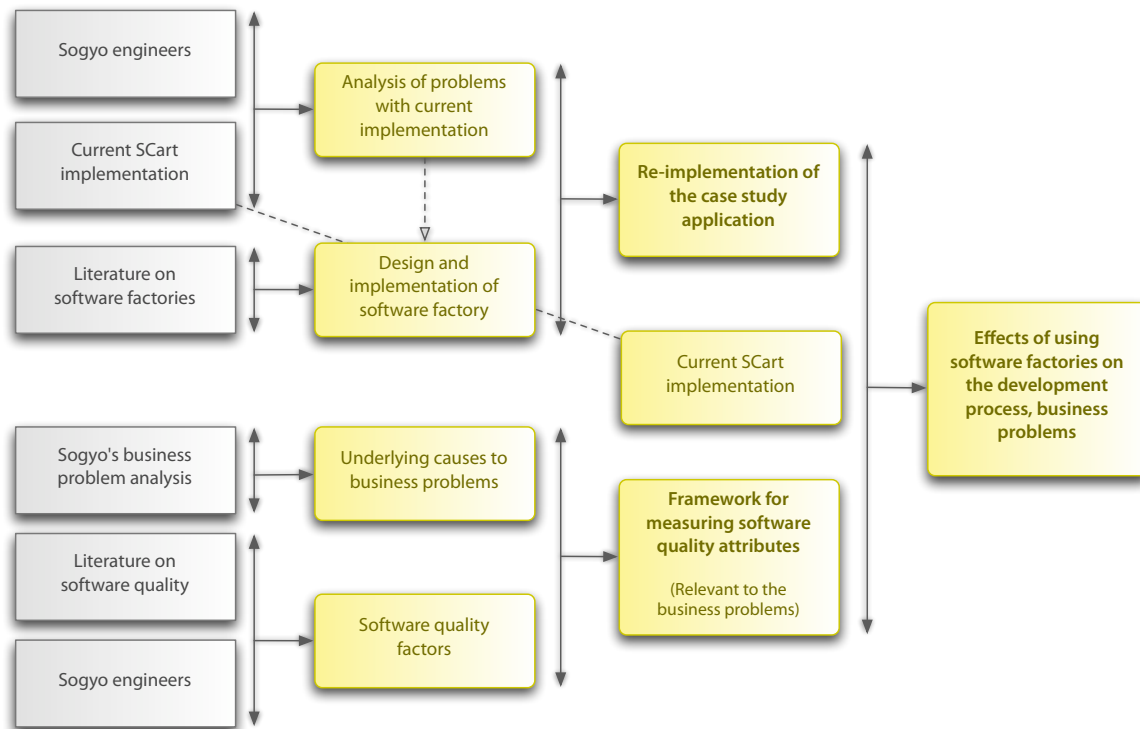 Sogyo engineers
Current SCart
implementation
Literature on
software factories
Sogyo's business
problem analysis
Literature on
software quality
Sogyo engineers
Analysis of problems
with current
implementation
Design and
implementation of
software factory
Underlying causes to
business problems
Software quality
factors
Re-implementation of
the case study
application
Current SCart
implementation
Framework for
measuring software
quality attributes
(Relevant to the
business problems)
Effects of using
software factories on
the development
process, business
problems